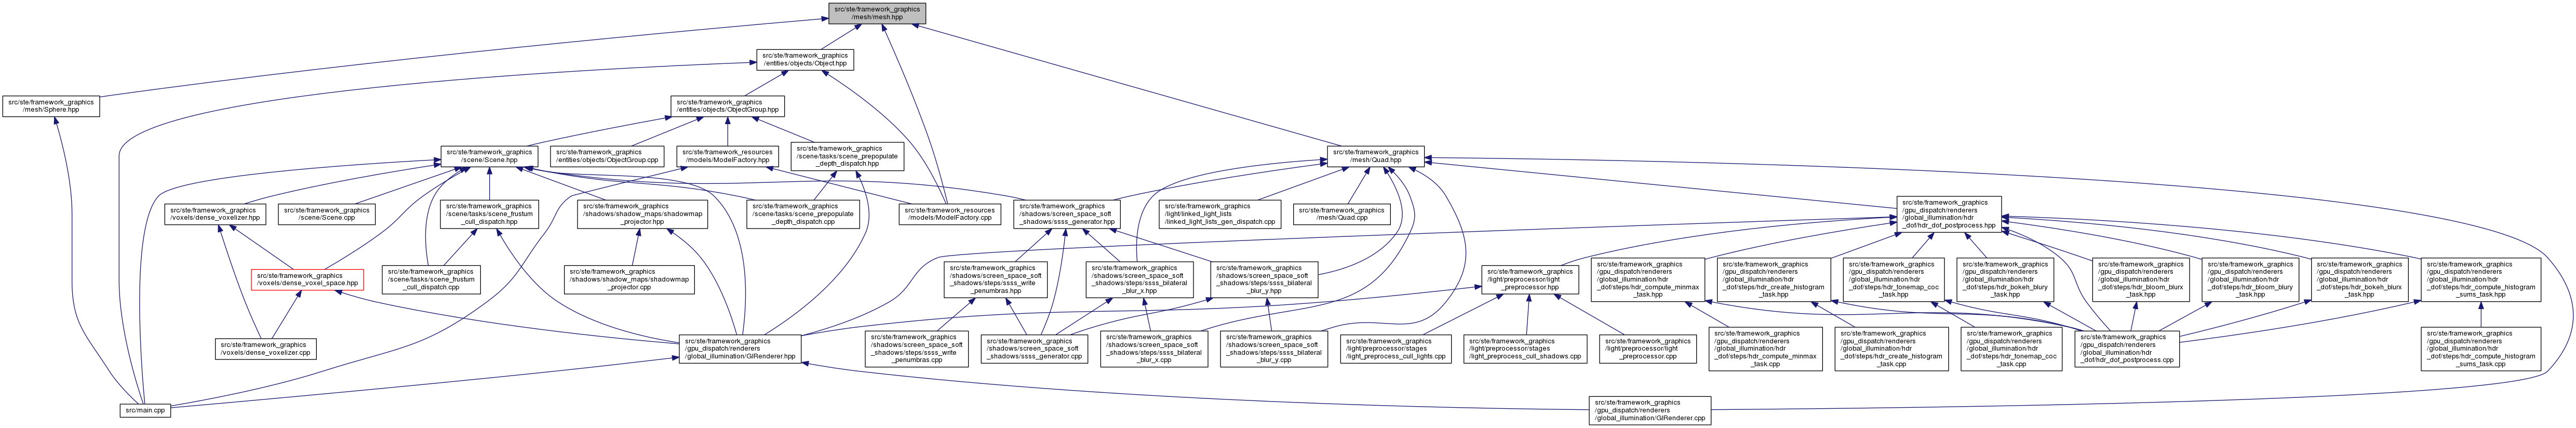 src/ste/framework_graphics
/mesh/mesh.hpp
src/ste/framework_graphics
/entities/objects/Object.hpp
src/ste/framework_graphics
/mesh/Sphere.hpp
src/ste/framework_graphics
/entities/objects/ObjectGroup.hpp
src/ste/framework_graphics
/scene/Scene.hpp
src/ste/framework_graphics
/entities/objects/ObjectGroup.cpp
src/ste/framework_resources
/models/ModelFactory.hpp
src/ste/framework_graphics
/scene/tasks/scene_prepopulate
_depth_dispatch.hpp
src/ste/framework_graphics
/mesh/Quad.hpp
src/ste/framework_graphics
/voxels/dense_voxelizer.hpp
src/ste/framework_graphics
/scene/Scene.cpp
src/ste/framework_graphics
/scene/tasks/scene_frustum
_cull_dispatch.hpp
src/ste/framework_graphics
/shadows/shadow_maps/shadowmap
_projector.hpp
src/ste/framework_graphics
/scene/tasks/scene_prepopulate
_depth_dispatch.cpp
src/ste/framework_resources
/models/ModelFactory.cpp
src/ste/framework_graphics
/shadows/screen_space_soft
_shadows/ssss_generator.hpp
src/ste/framework_graphics
/light/linked_light_lists
/linked_light_lists_gen_dispatch.cpp
src/ste/framework_graphics
/mesh/Quad.cpp
src/ste/framework_graphics
/gpu_dispatch/renderers
/global_illumination/hdr
_dof/hdr_dof_postprocess.hpp
src/ste/framework_graphics
/voxels/dense_voxel_space.hpp
src/ste/framework_graphics
/scene/tasks/scene_frustum
_cull_dispatch.cpp
src/ste/framework_graphics
/shadows/shadow_maps/shadowmap
_projector.cpp
src/ste/framework_graphics
/shadows/screen_space_soft
_shadows/steps/ssss_write
_penumbras.hpp
src/ste/framework_graphics
/shadows/screen_space_soft
_shadows/steps/ssss_bilateral
_blur_x.hpp
src/ste/framework_graphics
/shadows/screen_space_soft
_shadows/steps/ssss_bilateral
_blur_y.hpp
src/ste/framework_graphics
/light/preprocessor/light
_preprocessor.hpp
src/ste/framework_graphics
/gpu_dispatch/renderers
/global_illumination/hdr
_dof/steps/hdr_compute_minmax
_task.hpp
src/ste/framework_graphics
/gpu_dispatch/renderers
/global_illumination/hdr
_dof/steps/hdr_create_histogram
_task.hpp
src/ste/framework_graphics
/gpu_dispatch/renderers
/global_illumination/hdr
_dof/steps/hdr_tonemap_coc
_task.hpp
src/ste/framework_graphics
/gpu_dispatch/renderers
/global_illumination/hdr
_dof/steps/hdr_bokeh_blury
_task.hpp
src/ste/framework_graphics
/gpu_dispatch/renderers
/global_illumination/hdr
_dof/steps/hdr_bloom_blurx
_task.hpp
src/ste/framework_graphics
/gpu_dispatch/renderers
/global_illumination/hdr
_dof/steps/hdr_bloom_blury
_task.hpp
src/ste/framework_graphics
/gpu_dispatch/renderers
/global_illumination/hdr
_dof/steps/hdr_bokeh_blurx
_task.hpp
src/ste/framework_graphics
/gpu_dispatch/renderers
/global_illumination/hdr
_dof/steps/hdr_compute_histogram
_sums_task.hpp
src/ste/framework_graphics
/voxels/dense_voxelizer.cpp
src/ste/framework_graphics
/gpu_dispatch/renderers
/global_illumination/GIRenderer.hpp
src/ste/framework_graphics
/shadows/screen_space_soft
_shadows/steps/ssss_write
_penumbras.cpp
src/ste/framework_graphics
/shadows/screen_space_soft
_shadows/ssss_generator.cpp
src/ste/framework_graphics
/shadows/screen_space_soft
_shadows/steps/ssss_bilateral
_blur_x.cpp
src/ste/framework_graphics
/shadows/screen_space_soft
_shadows/steps/ssss_bilateral
_blur_y.cpp
src/ste/framework_graphics
/light/preprocessor/stages
/light_preprocess_cull_lights.cpp
src/ste/framework_graphics
/light/preprocessor/stages
/light_preprocess_cull_shadows.cpp
src/ste/framework_graphics
/light/preprocessor/light
_preprocessor.cpp
src/ste/framework_graphics
/gpu_dispatch/renderers
/global_illumination/hdr
_dof/steps/hdr_compute_minmax
_task.cpp
src/ste/framework_graphics
/gpu_dispatch/renderers
/global_illumination/hdr
_dof/steps/hdr_create_histogram
_task.cpp
src/ste/framework_graphics
/gpu_dispatch/renderers
/global_illumination/hdr
_dof/steps/hdr_tonemap_coc
_task.cpp
src/ste/framework_graphics
/gpu_dispatch/renderers
/global_illumination/hdr
_dof/hdr_dof_postprocess.cpp
src/ste/framework_graphics
/gpu_dispatch/renderers
/global_illumination/hdr
_dof/steps/hdr_compute_histogram
_sums_task.cpp
src/main.cpp
src/ste/framework_graphics
/gpu_dispatch/renderers
/global_illumination/GIRenderer.cpp